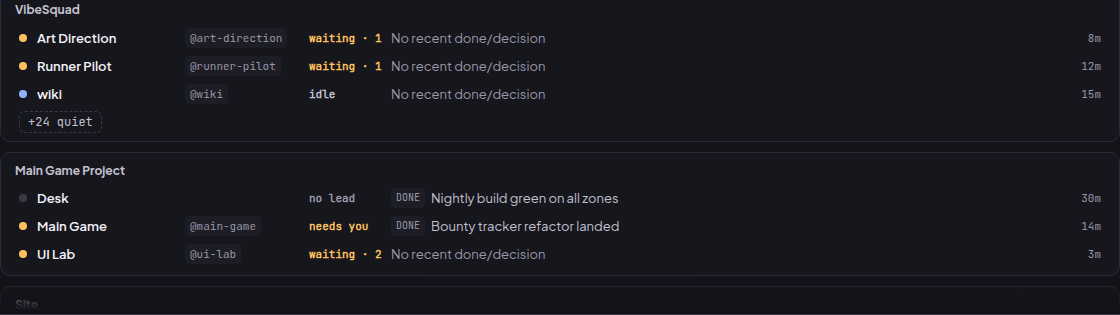 VibeSquad
Art Direction @art-direction waiting · 1 No recent done/decision 8m
Runner Pilot @runner-pilot waiting · 1 No recent done/decision 12m
wiki @wiki idle No recent done/decision 15m
+24 quiet
Main Game Project
Desk no lead DONE Nightly build green on all zones 30m
Main Game @main-game needs you DONE Bounty tracker refactor landed 14m
UI Lab @ui-lab waiting · 2 No recent done/decision 3m
Site